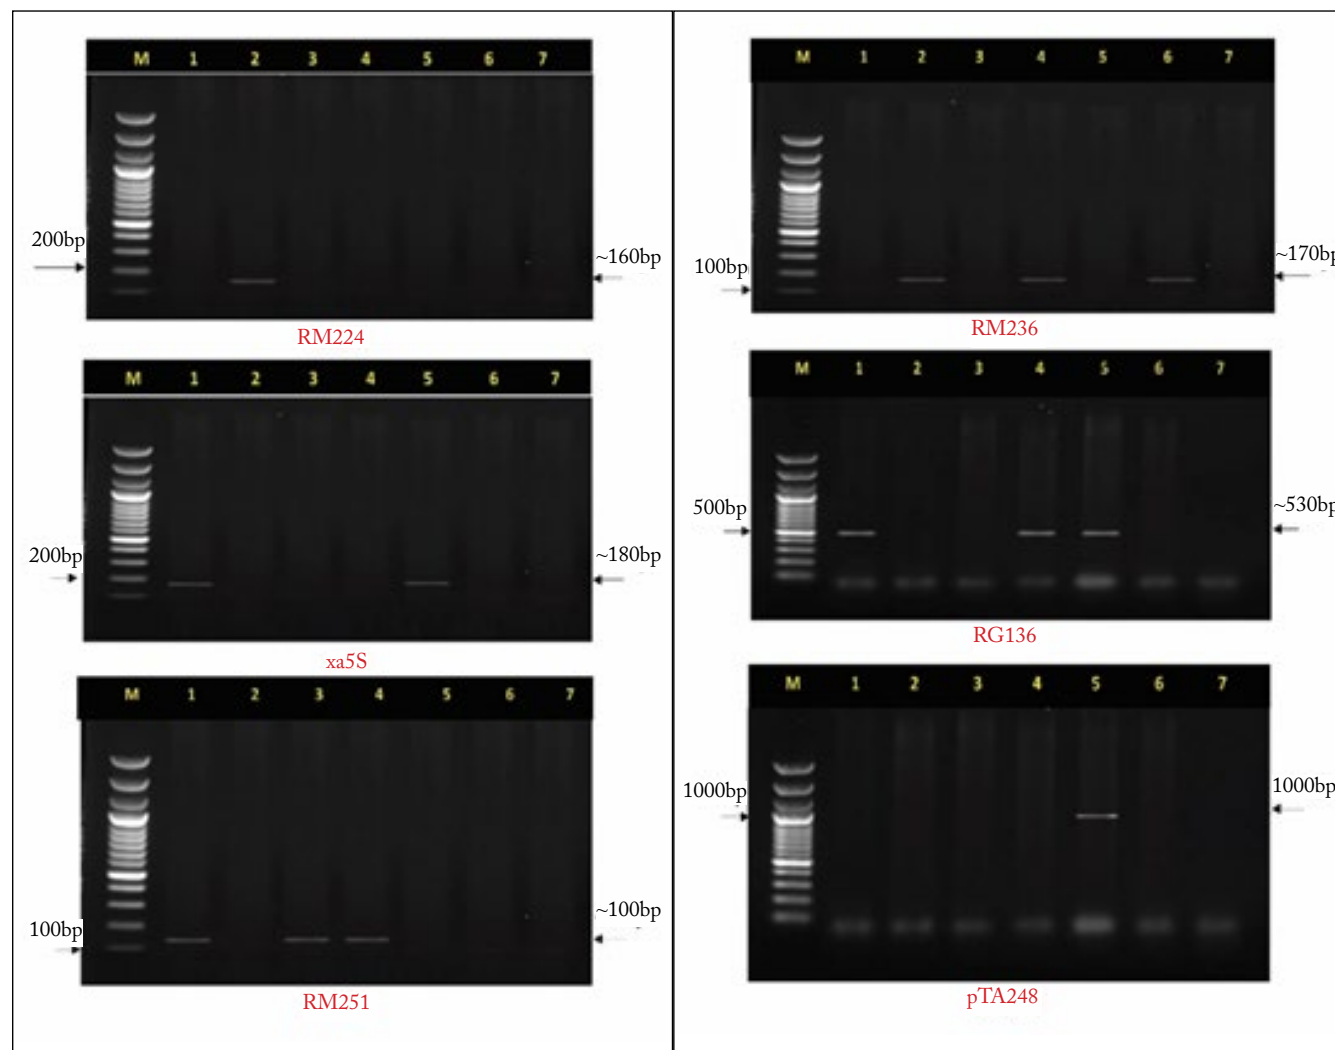 M 1 2 3 4 5 6 7
200bp
~160bp
RM224
M 1 2 3 4 5 6 7
200bp
~180bp
xa5S
M 1 2 3 4 5 6 7
100bp
~100bp
RM251
M 1 2 3 4 5 6 7
100bp
~170bp
RM236
M 1 2 3 4 5 6 7
500bp
~530bp
RG136
M 1 2 3 4 5 6 7
1000bp
1000bp
pTA248